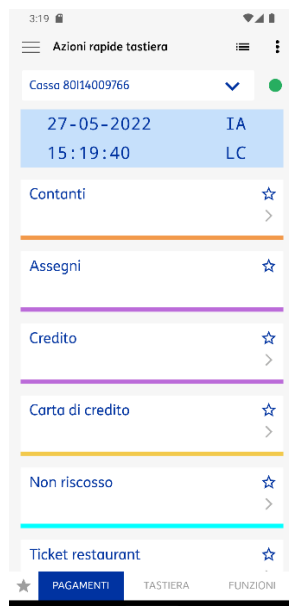 3:19
Azioni rapide tastiera
Cassa 80I14009766
27-05-2022 IA
15:19:40 LC
Contanti
Assegni
Credito
Carta di credito
Non riscosso
Ticket restaurant
PAGAMENTI TASTIERA FUNZIONI